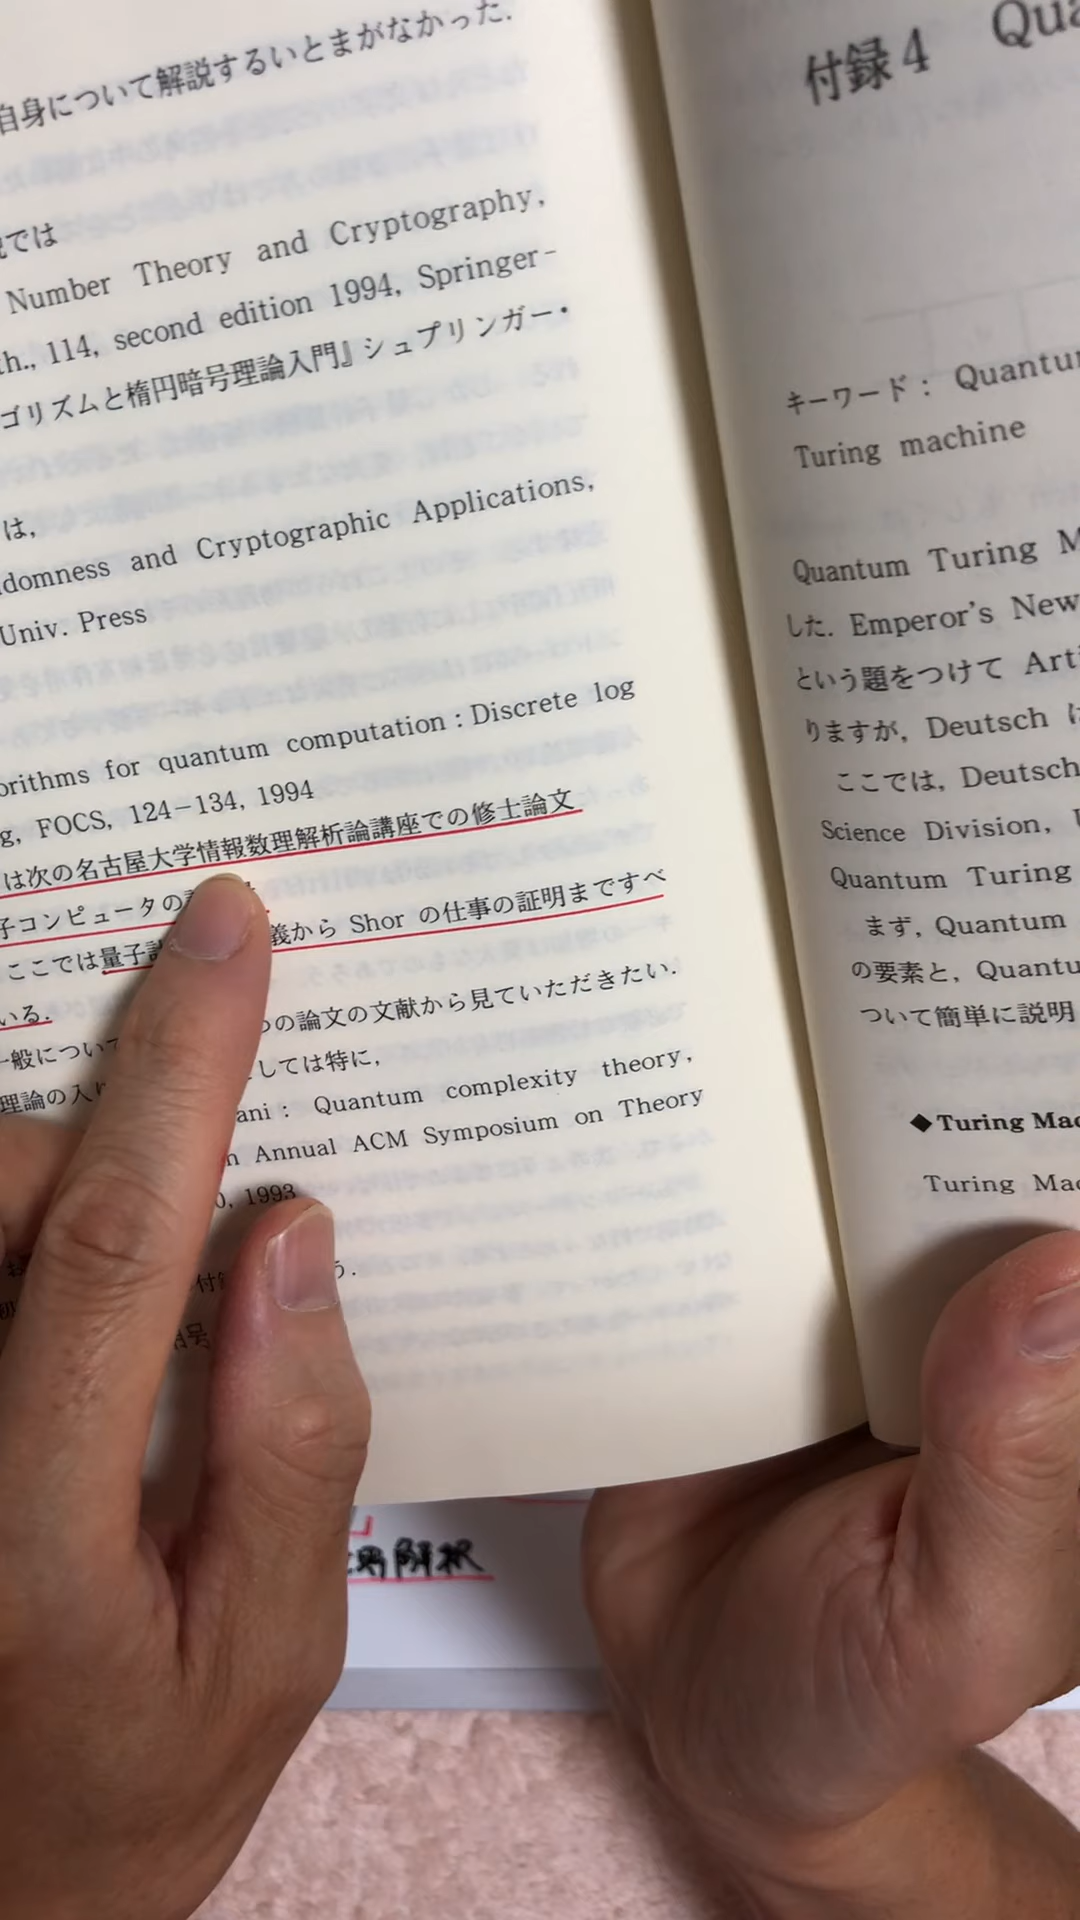 自身について解説するいとまがなかった.
では
Number Theory and Cryptography,
th., 114, second edition 1994, Springer-
ゴリズムと楕円暗号理論入門』シュプリンガー・
は,
domness and Cryptographic Applications,
Univ. Press
orithms for quantum computation : Discrete log
g, FOCS, 124-134, 1994
は次の名古屋大学情報数理解析論講座での修士論文
子コンピュータの
ここでは量子 義から Shor の仕事の証明まですべ
いる.
一般について の論文の文献から見ていただきたい.
理論の入 しては特に,
ani : Quantum complexity theory,
n Annual ACM Symposium on Theory
0, 1993
付 う.
号
付録 4 Qua
キーワード : Quantu
Turing machine
Quantum Turing M
した. Emperor's New
という題をつけて Arti
りますが, Deutsch は
ここでは, Deutsch
Science Division,
Quantum Turing
まず, Quantum
の要素と, Quantu
ついて簡単に説明
◆Turing Mac
Turing Mac
解析